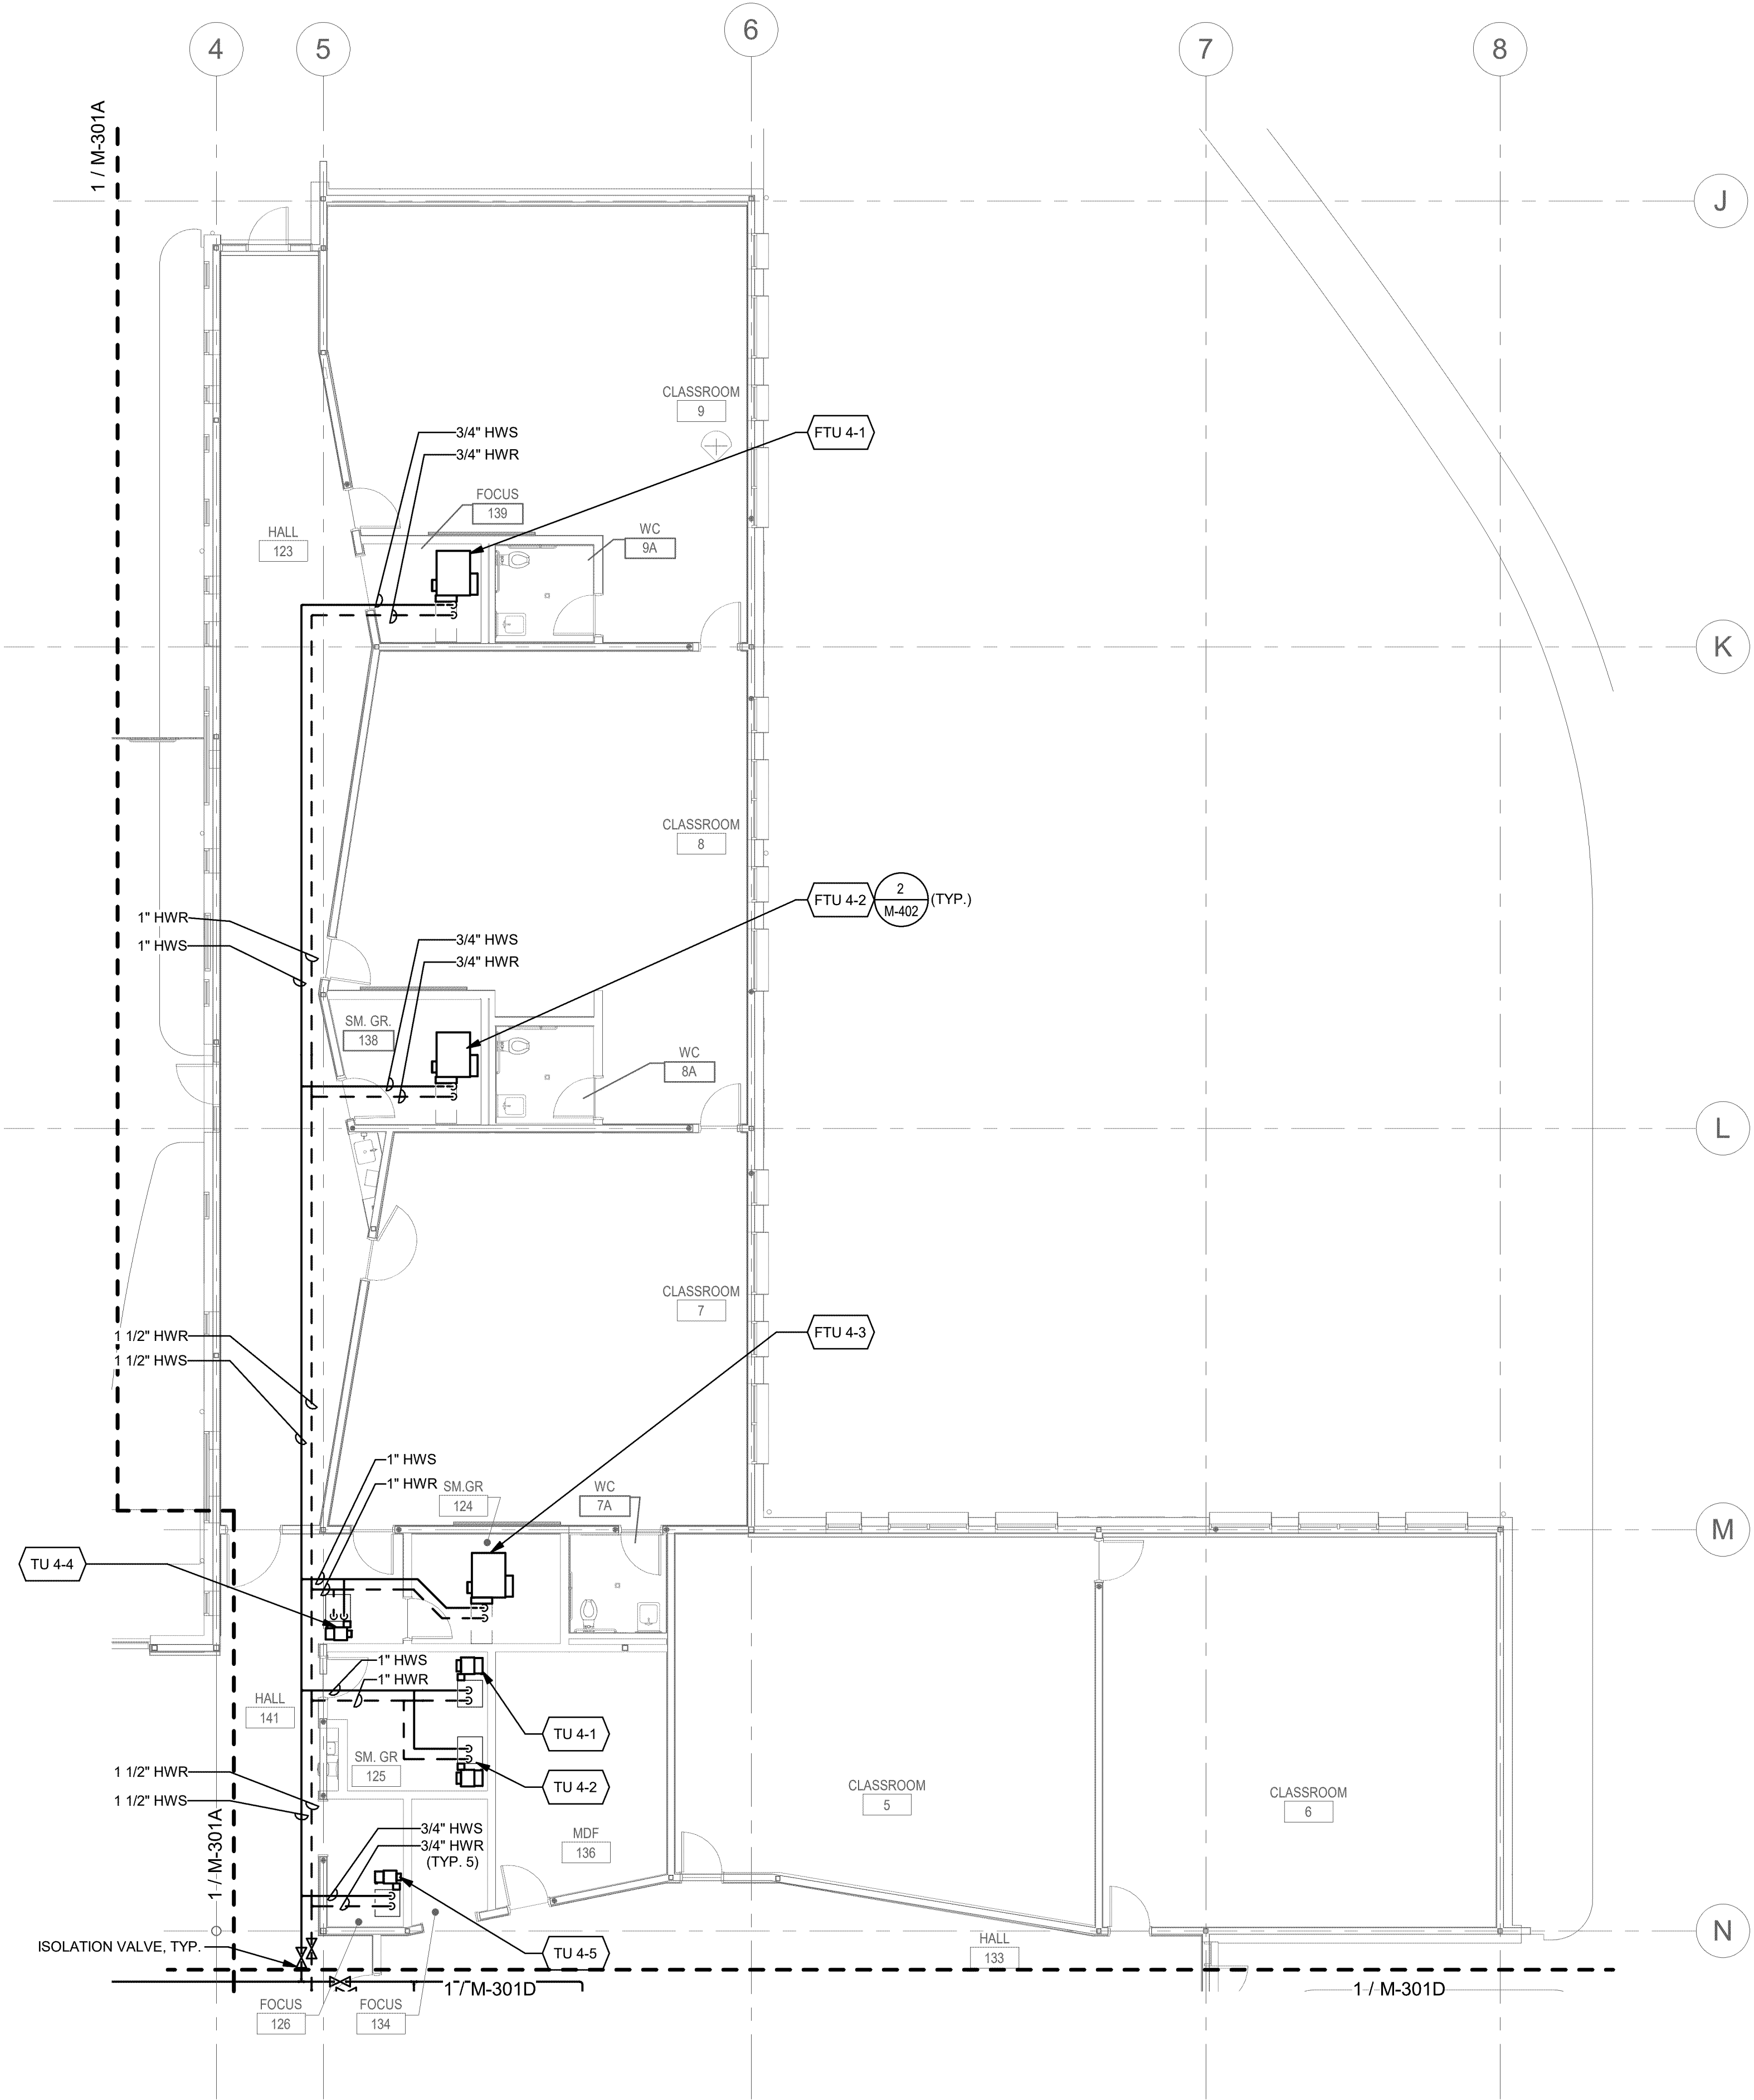 4
5
6
7
8
1 / M-301A
J
CLASSROOM
9
3/4" HWS
3/4" HWR
FTU 4-1
FOCUS
139
HALL
123
WC
9A
K
CLASSROOM
8
FTU 4-2
2
M-402
(TYP.)
1" HWR
1" HWS
3/4" HWS
3/4" HWR
SM. GR.
138
WC
8A
L
CLASSROOM
7
1 1/2" HWR
1 1/2" HWS
FTU 4-3
1" HWS
1" HWR
SM.GR
124
WC
7A
M
TU 4-4
1" HWS
1" HWR
HALL
141
TU 4-1
SM. GR
125
TU 4-2
1 1/2" HWR
1 1/2" HWS
CLASSROOM
5
CLASSROOM
6
1 / M-301A
3/4" HWS
3/4" HWR
(TYP. 5)
MDF
136
N
ISOLATION VALVE, TYP.
TU 4-5
HALL
133
1 / M-301D
1 / M-301D
FOCUS
126
FOCUS
134